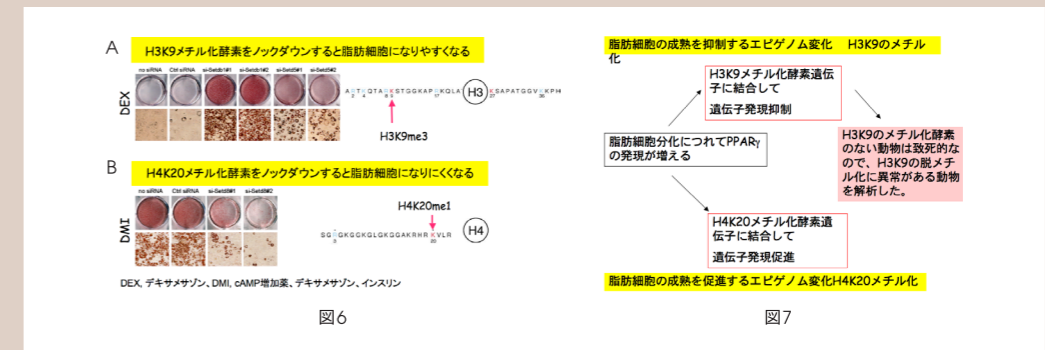 A
H3K9メチル化酵素をノックダウンすると脂肪細胞になりやすくなる
no siRNA Ctrl siRNA si-Setdb1#1 si-Setdb1#2 si-Setd5#1 si-Setd5#2
DEX
STGGKAP KQLA H3 KSAPATGGV KPH
H3K9me3
B
H4K20メチル化酵素をノックダウンすると脂肪細胞になりにくくなる
no siRNA Ctrl siRNA si-Setd8#1 si-Setd8#2
DMI
H4K20me1
GKGGKGLGKGGAKRHR KVLR H4
DEX, デキサメサゾン、DMI, cAMP増加薬、デキサメサゾン、インスリン
図6
脂肪細胞の成熟を抑制するエピゲノム変化 H3K9のメチル
化
H3K9メチル化酵素遺伝
子に結合して
遺伝子発現抑制
脂肪細胞分化につれてPPARγ
の発現が増える
H3K9のメチル化酵素
のない動物は致死的な
ので、H3K9の脱メチ
ル化に異常がある動物
を解析した。
H4K20メチル化酵素遺
伝子に結合して
遺伝子発現促進
脂肪細胞の成熟を促進するエピゲノム変化H4K20メチル化
図7